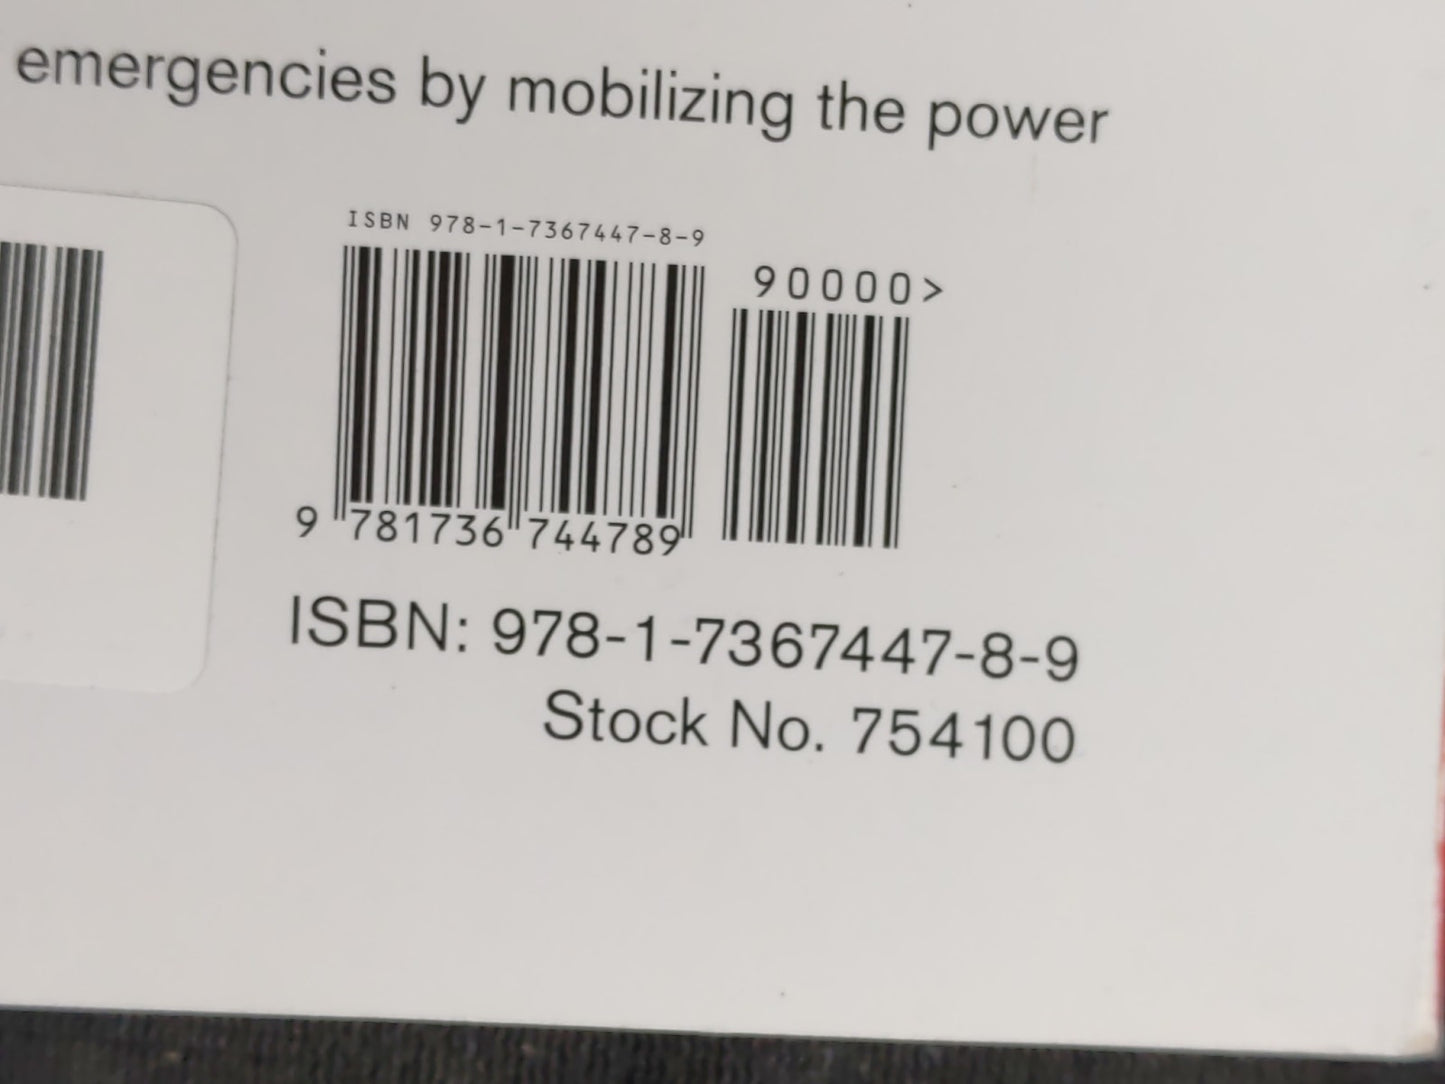 emergencies by mobilizing the power
ISBN 978-1-7367447-8-9
90000>
9 781736 744789
ISBN: 978-1-7367447-8-9
Stock No. 754100